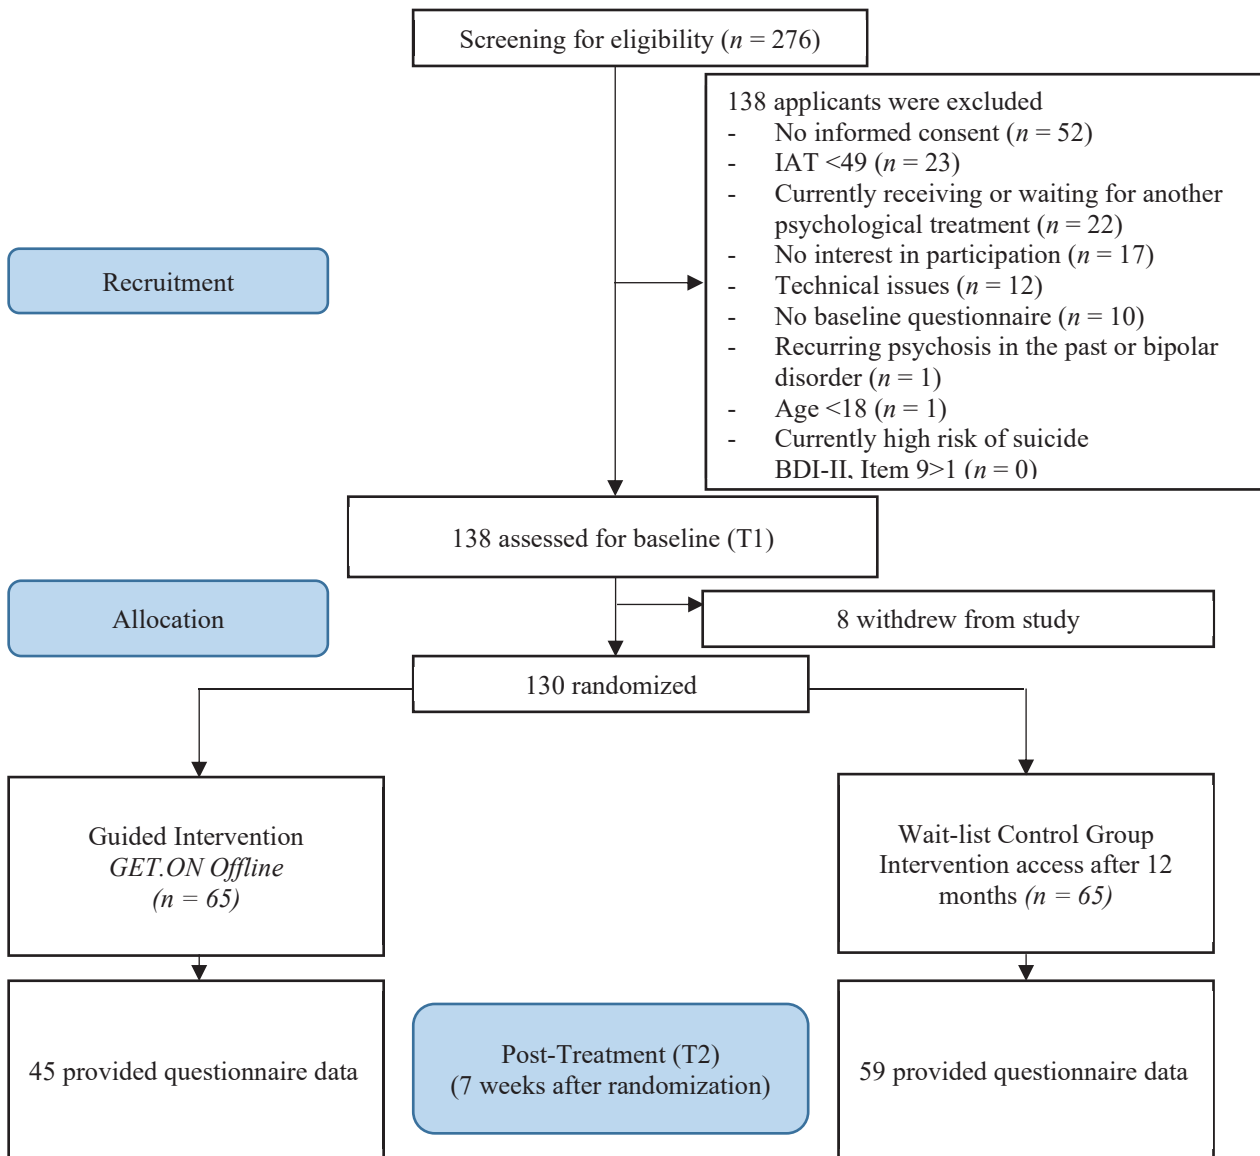 Screening for eligibility (n = 276)
138 applicants were excluded
- No informed consent (n = 52)
- IAT <49 (n = 23)
- Currently receiving or waiting for another
psychological treatment (n = 22)
- No interest in participation (n = 17)
- Technical issues (n = 12)
- No baseline questionnaire (n = 10)
- Recurring psychosis in the past or bipolar
disorder (n = 1)
- Age <18 (n = 1)
- Currently high risk of suicide
BDI-II, Item 9>1 (n = 0)
Recruitment
138 assessed for baseline (T1)
Allocation
8 withdrew from study
130 randomized
Guided Intervention
GET.ON Offline
(n = 65)
Wait-list Control Group
Intervention access after 12
months (n = 65)
45 provided questionnaire data
Post-Treatment (T2)
(7 weeks after randomization)
59 provided questionnaire data